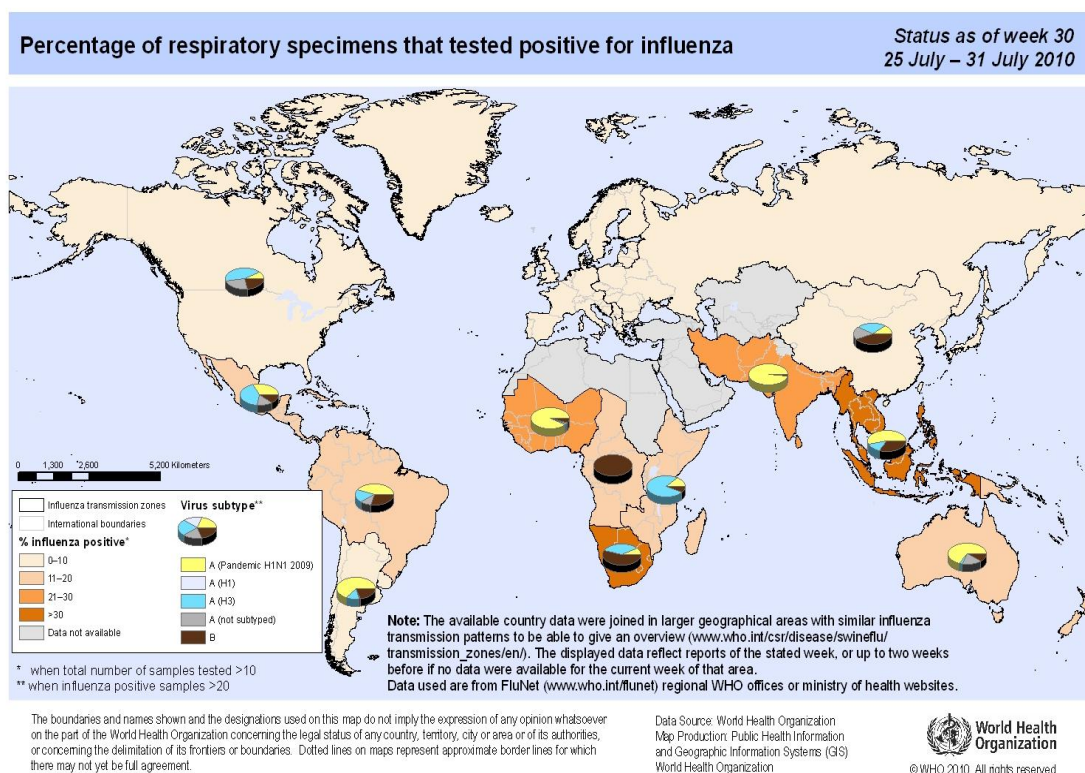 Percentage of respiratory specimens that tested positive for influenza
Status as of week 30
25 July – 31 July 2010
0 1,300 2,600 5,200 Kilometers
Influenza transmission zones
International boundaries
% influenza positive*
0–10
11–20
21–30
>30
Data not available
Virus subtype**
A (Pandemic H1N1 2009)
A (H1)
A (H3)
A (not subtyped)
B
* when total number of samples tested >10
** when influenza positive samples >20
Note: The available country data were joined in larger geographical areas with similar influenza
transmission patterns to be able to give an overview (www.who.int/csr/disease/swineflu/
transmission_zones/en/). The displayed data reflect reports of the stated week, or up to two weeks
before if no data were available for the current week of that area.
Data used are from FluNet (www.who.int/flunet) regional WHO offices or ministry of health websites.
The boundaries and names shown and the designations used on this map do not imply the expression of any opinion whatsoever
on the part of the World Health Organization concerning the legal status of any country, territory, city or area or of its authorities,
or concerning the delimitation of its frontiers or boundaries. Dotted lines on maps represent approximate border lines for which
there may not yet be full agreement.
Data Source: World Health Organization
Map Production: Public Health Information
and Geographic Information Systems (GIS)
World Health Organization
World Health
Organization
© WHO 2010. All rights reserved